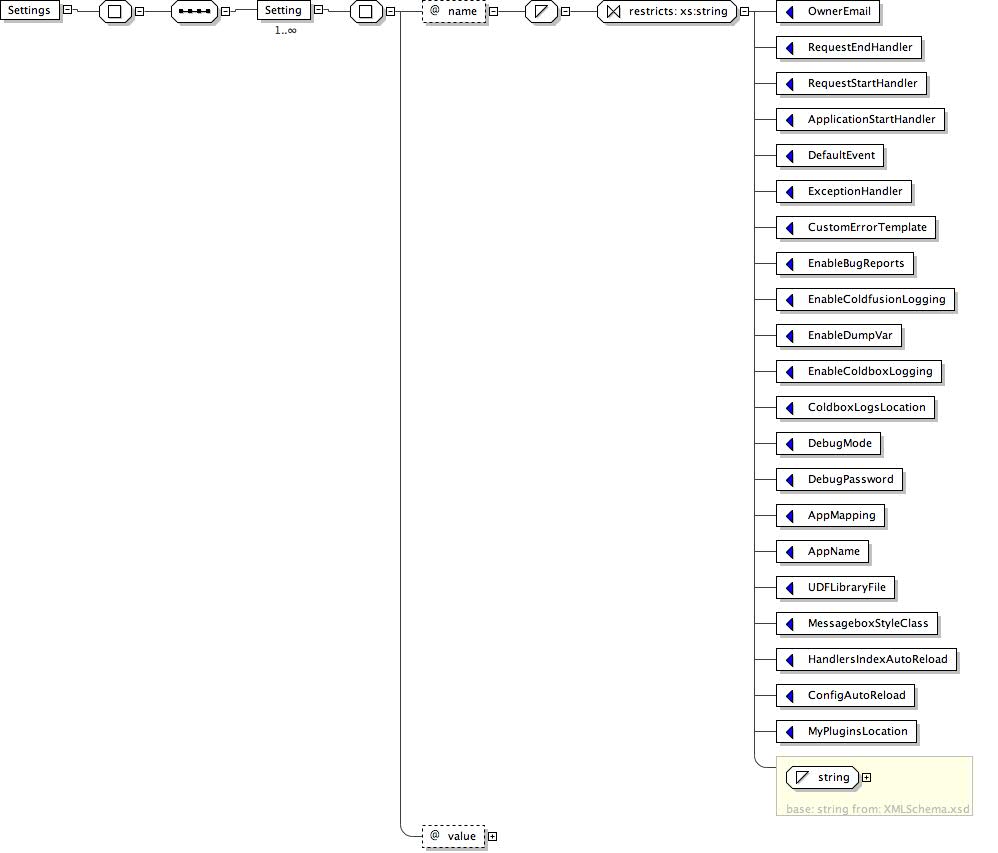 Settings
Setting
1..∞
@ name
restricts: xs:string
OwnerEmail
RequestEndHandler
RequestStartHandler
ApplicationStartHandler
DefaultEvent
ExceptionHandler
CustomErrorTemplate
EnableBugReports
EnableColdfusionLogging
EnableDumpVar
EnableColdboxLogging
ColdboxLogsLocation
DebugMode
DebugPassword
AppMapping
AppName
UDFLibraryFile
MessageboxStyleClass
HandlersIndexAutoReload
ConfigAutoReload
MyPluginsLocation
string
base: string from: XMLSchema.xsd
@ value